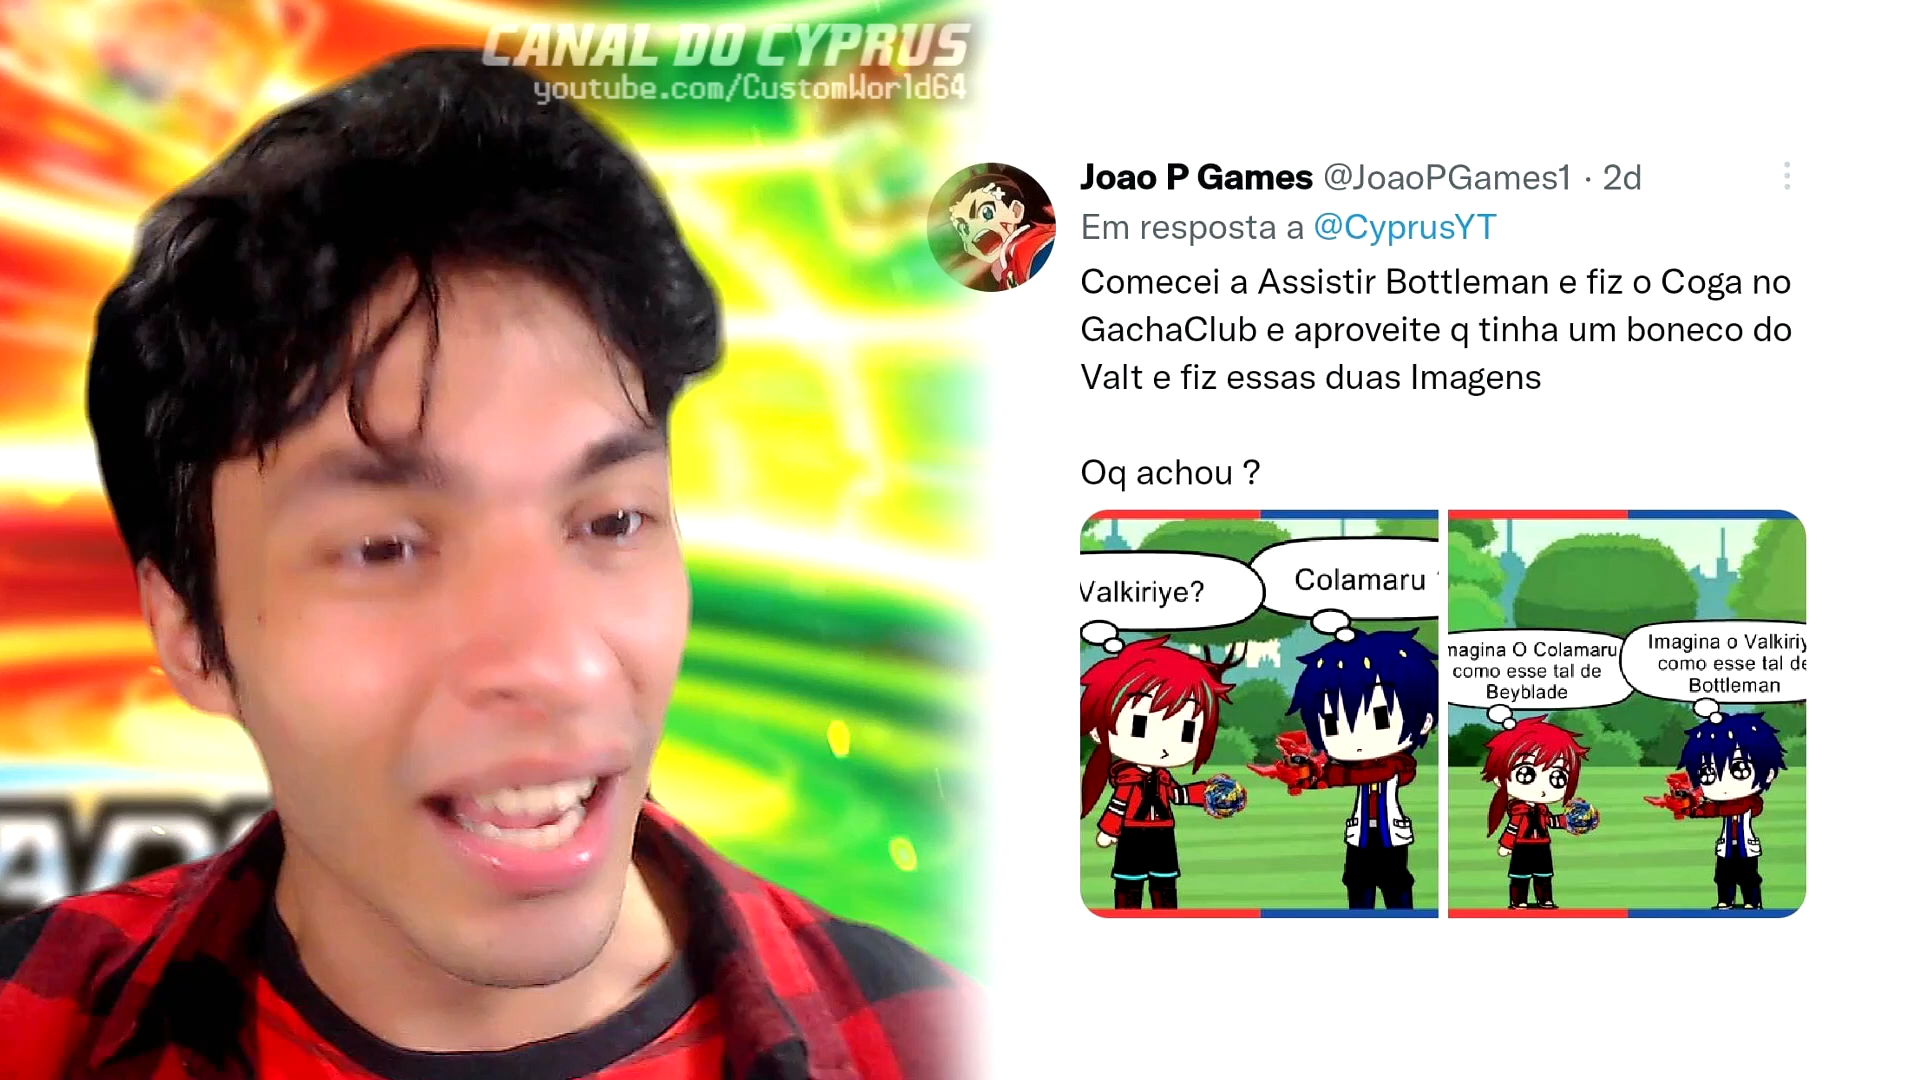 CANAL DO CYPRUS
youtube.com/CustomWorld64
Joao P Games @JoaoPGames1 · 2d
Em resposta a @CyprusYT
Comecei a Assistir Bottleman e fiz o Coga no
GachaClub e aproveite q tinha um boneco do
Valt e fiz essas duas Imagens
Oq achou ?
Valkiriye?
Colamaru
magina O Colamaru
como esse tal de
Beyblade
Imagina o Valkiriy
como esse tal de
Bottleman